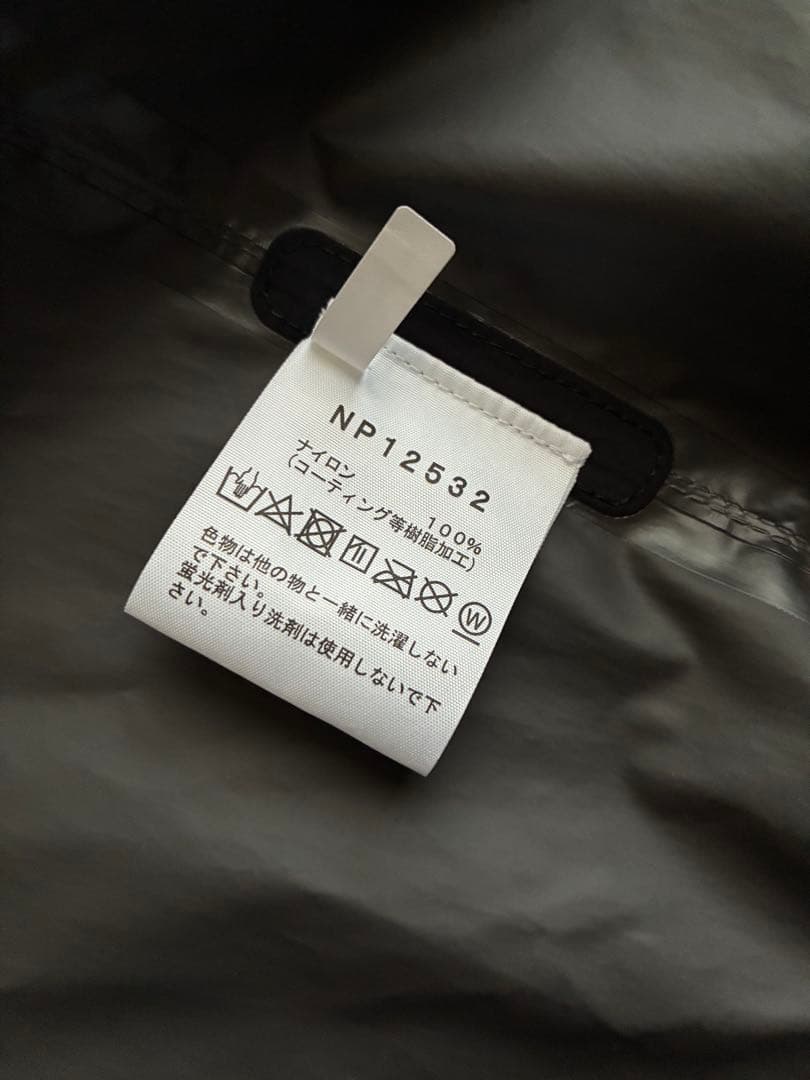 NP12532
ナイロン 100%
(コーティング等樹脂加工)
W
色物は他の物と一緒に洗濯しない
で下さい。
蛍光剤入り洗剤は使用しないで下
さい。